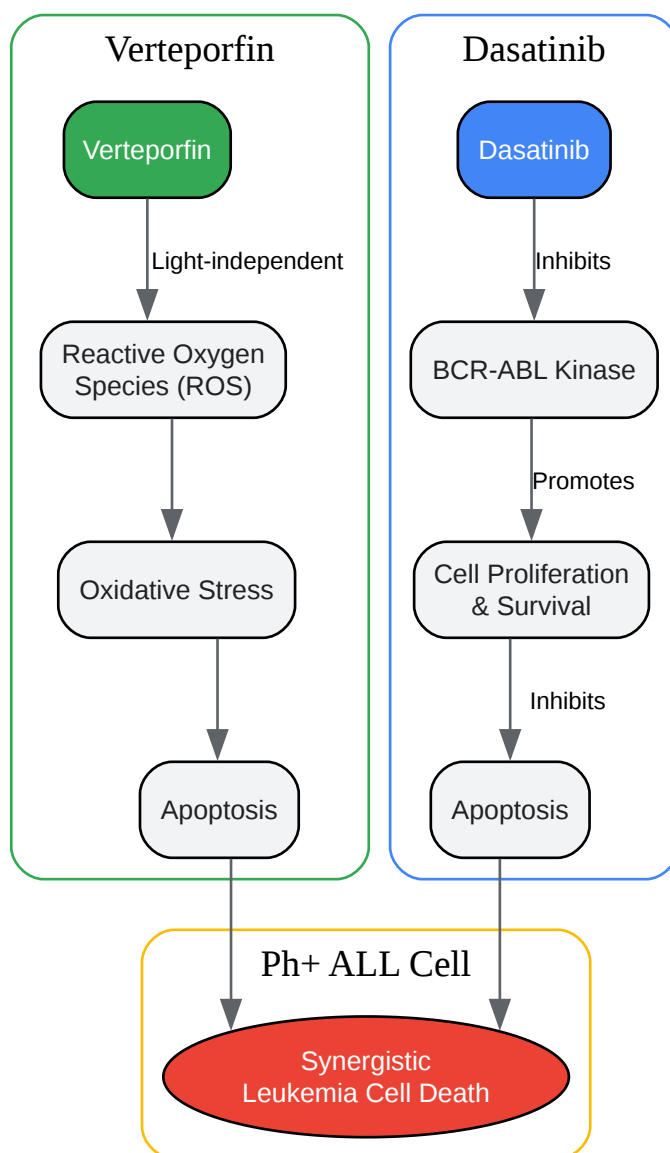 Verteporfin
Verteporfin
Light-independent
Reactive Oxygen
Species (ROS)
Oxidative Stress
Apoptosis
Dasatinib
Dasatinib
Inhibits
BCR-ABL Kinase
Promotes
Cell Proliferation
& Survival
Inhibits
Apoptosis
Ph+ ALL Cell
Synergistic
Leukemia Cell Death